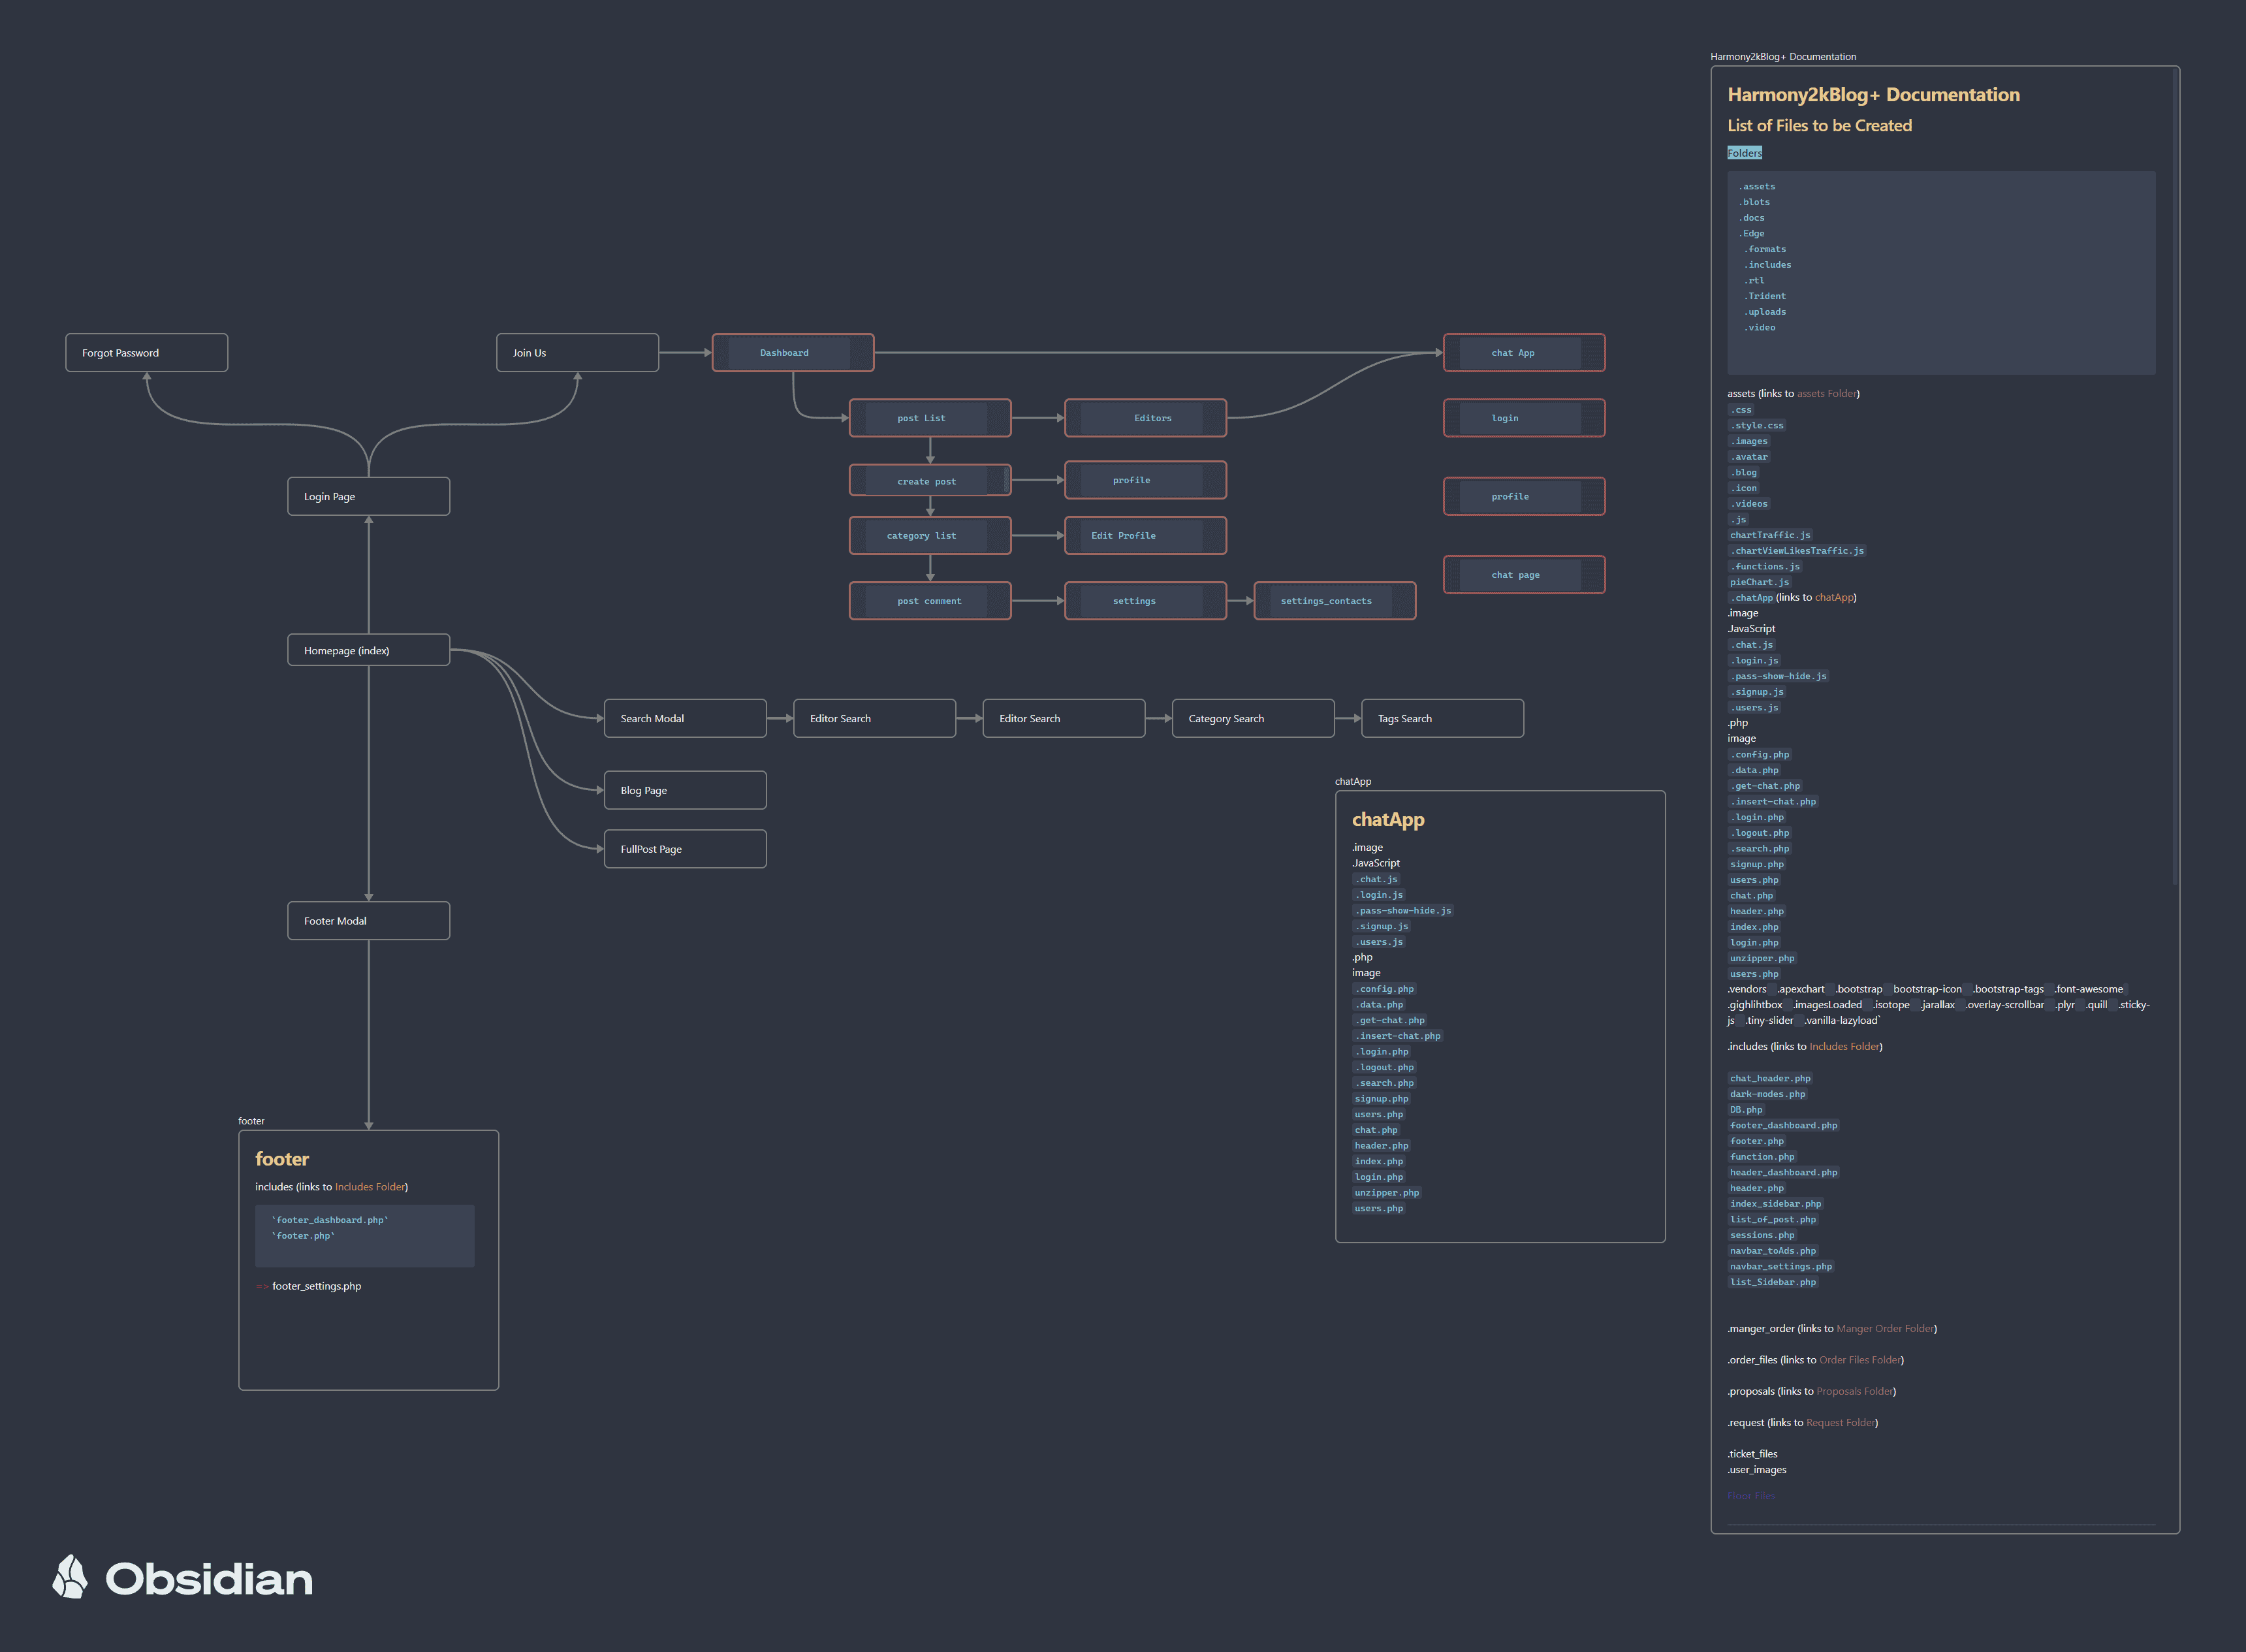 Forgot Password
Join Us
Dashboard
chat App
post List
Editors
login
create post
profile
profile
Login Page
category list
Edit Profile
chat page
post comment
settings
settings_contacts
Homepage (index)
Search Modal
Editor Search
Editor Search
Category Search
Tags Search
Blog Page
FullPost Page
Footer Modal
footer
footer
includes (links to Includes Folder)
`footer_dashboard.php`
`footer.php`
=> footer_settings.php
chatApp
chatApp
.image
.JavaScript
.chat.js
.login.js
.pass-show-hide.js
.signup.js
.users.js
.php
image
.config.php
.data.php
.get-chat.php
.insert-chat.php
.login.php
.logout.php
.search.php
signup.php
users.php
chat.php
header.php
index.php
login.php
unzipper.php
users.php
Harmony2kBlog+ Documentation
Harmony2kBlog+ Documentation
List of Files to be Created
Folders
.assets
.blots
.docs
.Edge
.formats
.includes
.rtl
.Trident
.uploads
.video
assets (links to assets Folder)
.css
.style.css
.images
.avatar
.blog
.icon
.videos
.js
chartTraffic.js
.chartViewLikesTraffic.js
.functions.js
pieChart.js
.chatApp (links to chatApp)
.image
.JavaScript
.chat.js
.login.js
.pass-show-hide.js
.signup.js
.users.js
.php
image
.config.php
.data.php
.get-chat.php
.insert-chat.php
.login.php
.logout.php
.search.php
signup.php
users.php
chat.php
header.php
index.php
login.php
unzipper.php
users.php
.vendors .apexchart .bootstrap bootstrap-icon .bootstrap-tags .font-awesome
.gighlihtbox .imagesLoaded .isotope .jarallax .overlay-scrollbar .plyr .quill .sticky-
js .tiny-slider .vanilla-lazyload`
.includes (links to Includes Folder)
chat_header.php
dark-modes.php
DB.php
footer_dashboard.php
footer.php
function.php
header_dashboard.php
header.php
index_sidebar.php
list_of_post.php
sessions.php
navbar_toAds.php
navbar_settings.php
list_Sidebar.php
.manger_order (links to Manger Order Folder)
.order_files (links to Order Files Folder)
.proposals (links to Proposals Folder)
.request (links to Request Folder)
.ticket_files
.user_images
Floor Files
Obsidian